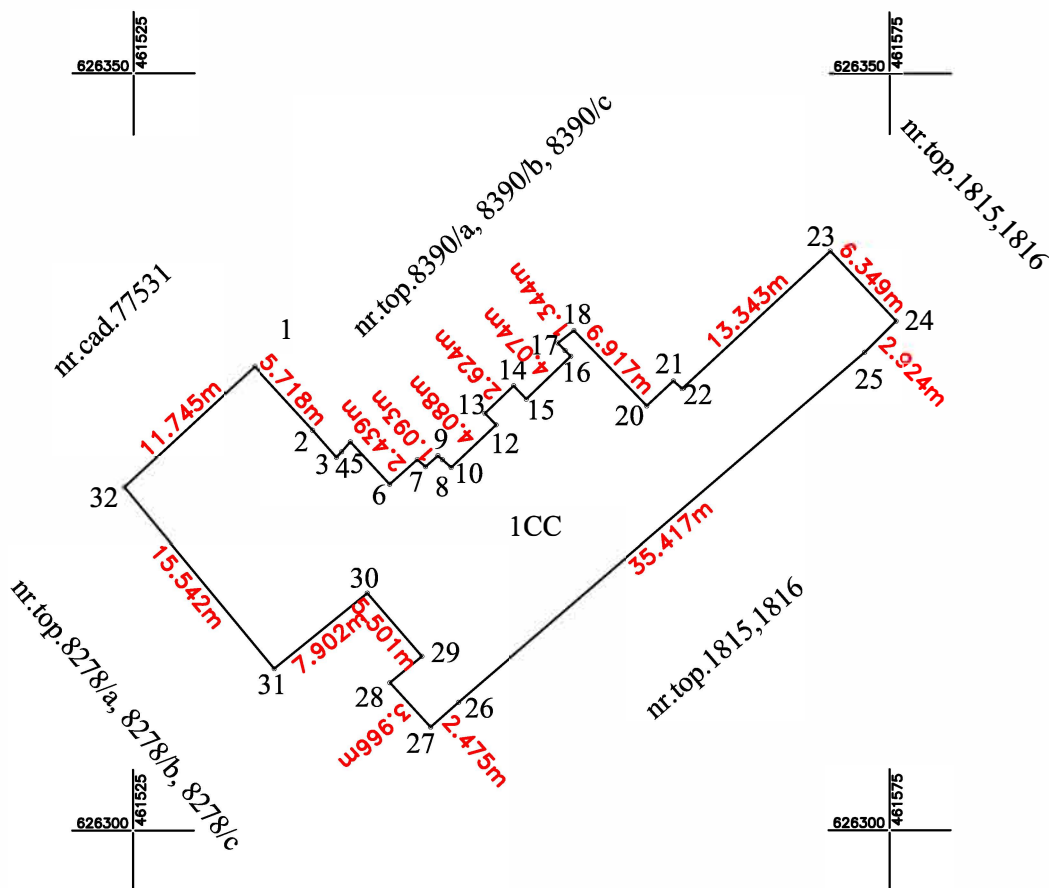 461525
626350
461575
626350
nr.top.1815,1816
nr.top.8390/a, 8390/b, 8390/c
nr.cad.77531
23
6.349m
24
2.924m
25
13.343m
1.344m
18
6.917m
17
16
4.074m
14
15
21
22
20
2.624m
13
12
4.088m
1.093m
9
10
8
7
2.439m
6
1
5.718m
2
3
4
5
11.745m
32
1CC
35.417m
15.542m
30
5.501m
7.902m
29
31
28
3.966m
26
27
2.475m
nr.top.1815,1816
nr.top.8278/a, 8278/b, 8278/c
461525
626300
461575
626300